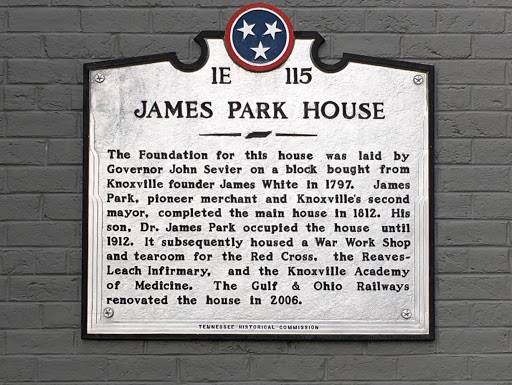 1E 115
JAMES PARK HOUSE
The Foundation for this house was laid by
Governor John Sevier on a block bought from
Knoxville founder James White in 1797. James
Park, pioneer merchant and Knoxville's second
mayor, completed the main house in 1812. His
son, Dr. James Park occupied the house until
1912. It subsequently housed a War Work Shop
and tearoom for the Red Cross. the Reaves-
Leach Infirmary, and the Knoxville Academy
of Medicine. The Gulf & Ohio Railways
renovated the house in 2006.
TENNESSEE HISTORICAL COMMISSION